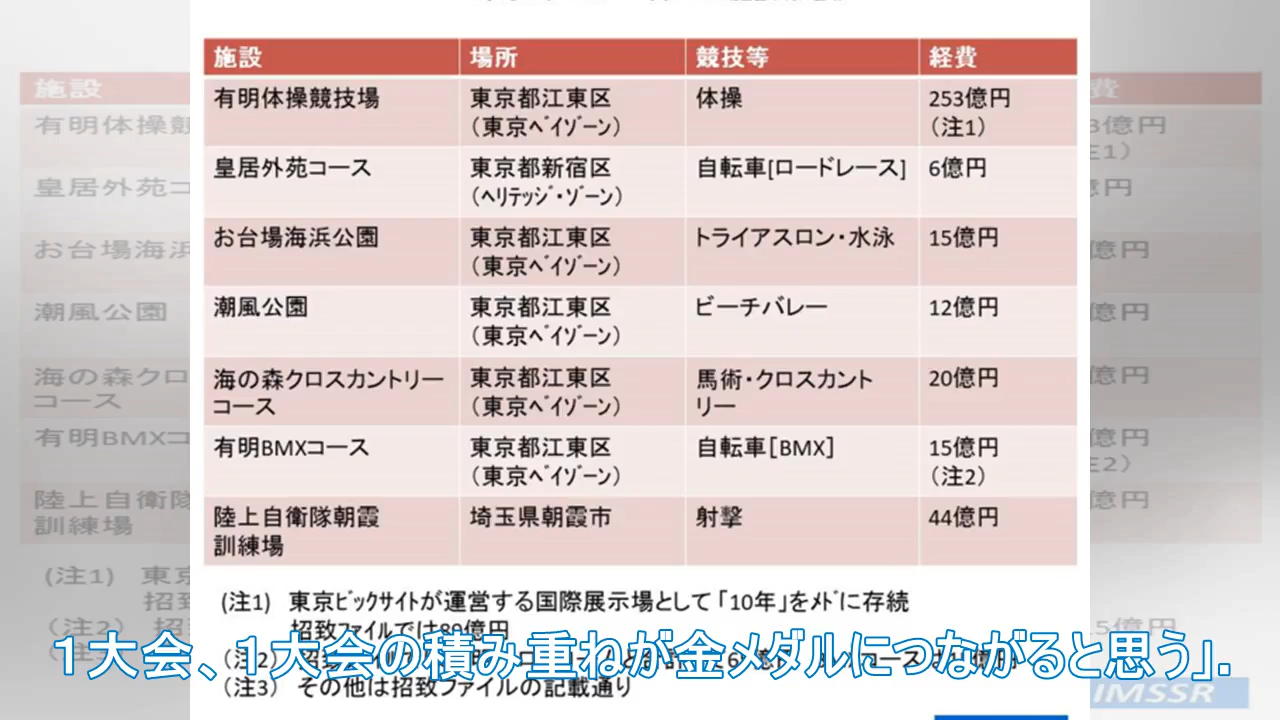 施設 場所 競技等 経費
有明体操競技場 東京都江東区 体操 253億円
（東京ベイゾーン） （注1）
皇居外苑コース 東京都新宿区 自転車[ロードレース] 6億円
（ヘリテッジ・ゾーン）
お台場海浜公園 東京都江東区 トライアスロン・水泳 15億円
（東京ベイゾーン）
潮風公園 東京都江東区 ビーチバレー 12億円
（東京ベイゾーン）
海の森クロスカントリー 東京都江東区 馬術・クロスカント 20億円
コース （東京ベイゾーン） リー
有明BMXコース 東京都江東区 自転車［BMX］ 15億円
（東京ベイゾーン） （注2）
陸上自衛隊朝霞 埼玉県朝霞市 射撃 44億円
訓練場
(注1) 東京ビックサイトが運営する国際展示場として「10年」をメドに存続
招致ファイルでは89億円
１大会、１大会の積み重ねが金メダルにつながると思う」.
（注2）
（注3） その他は招致ファイルの記載通り
IMSSR